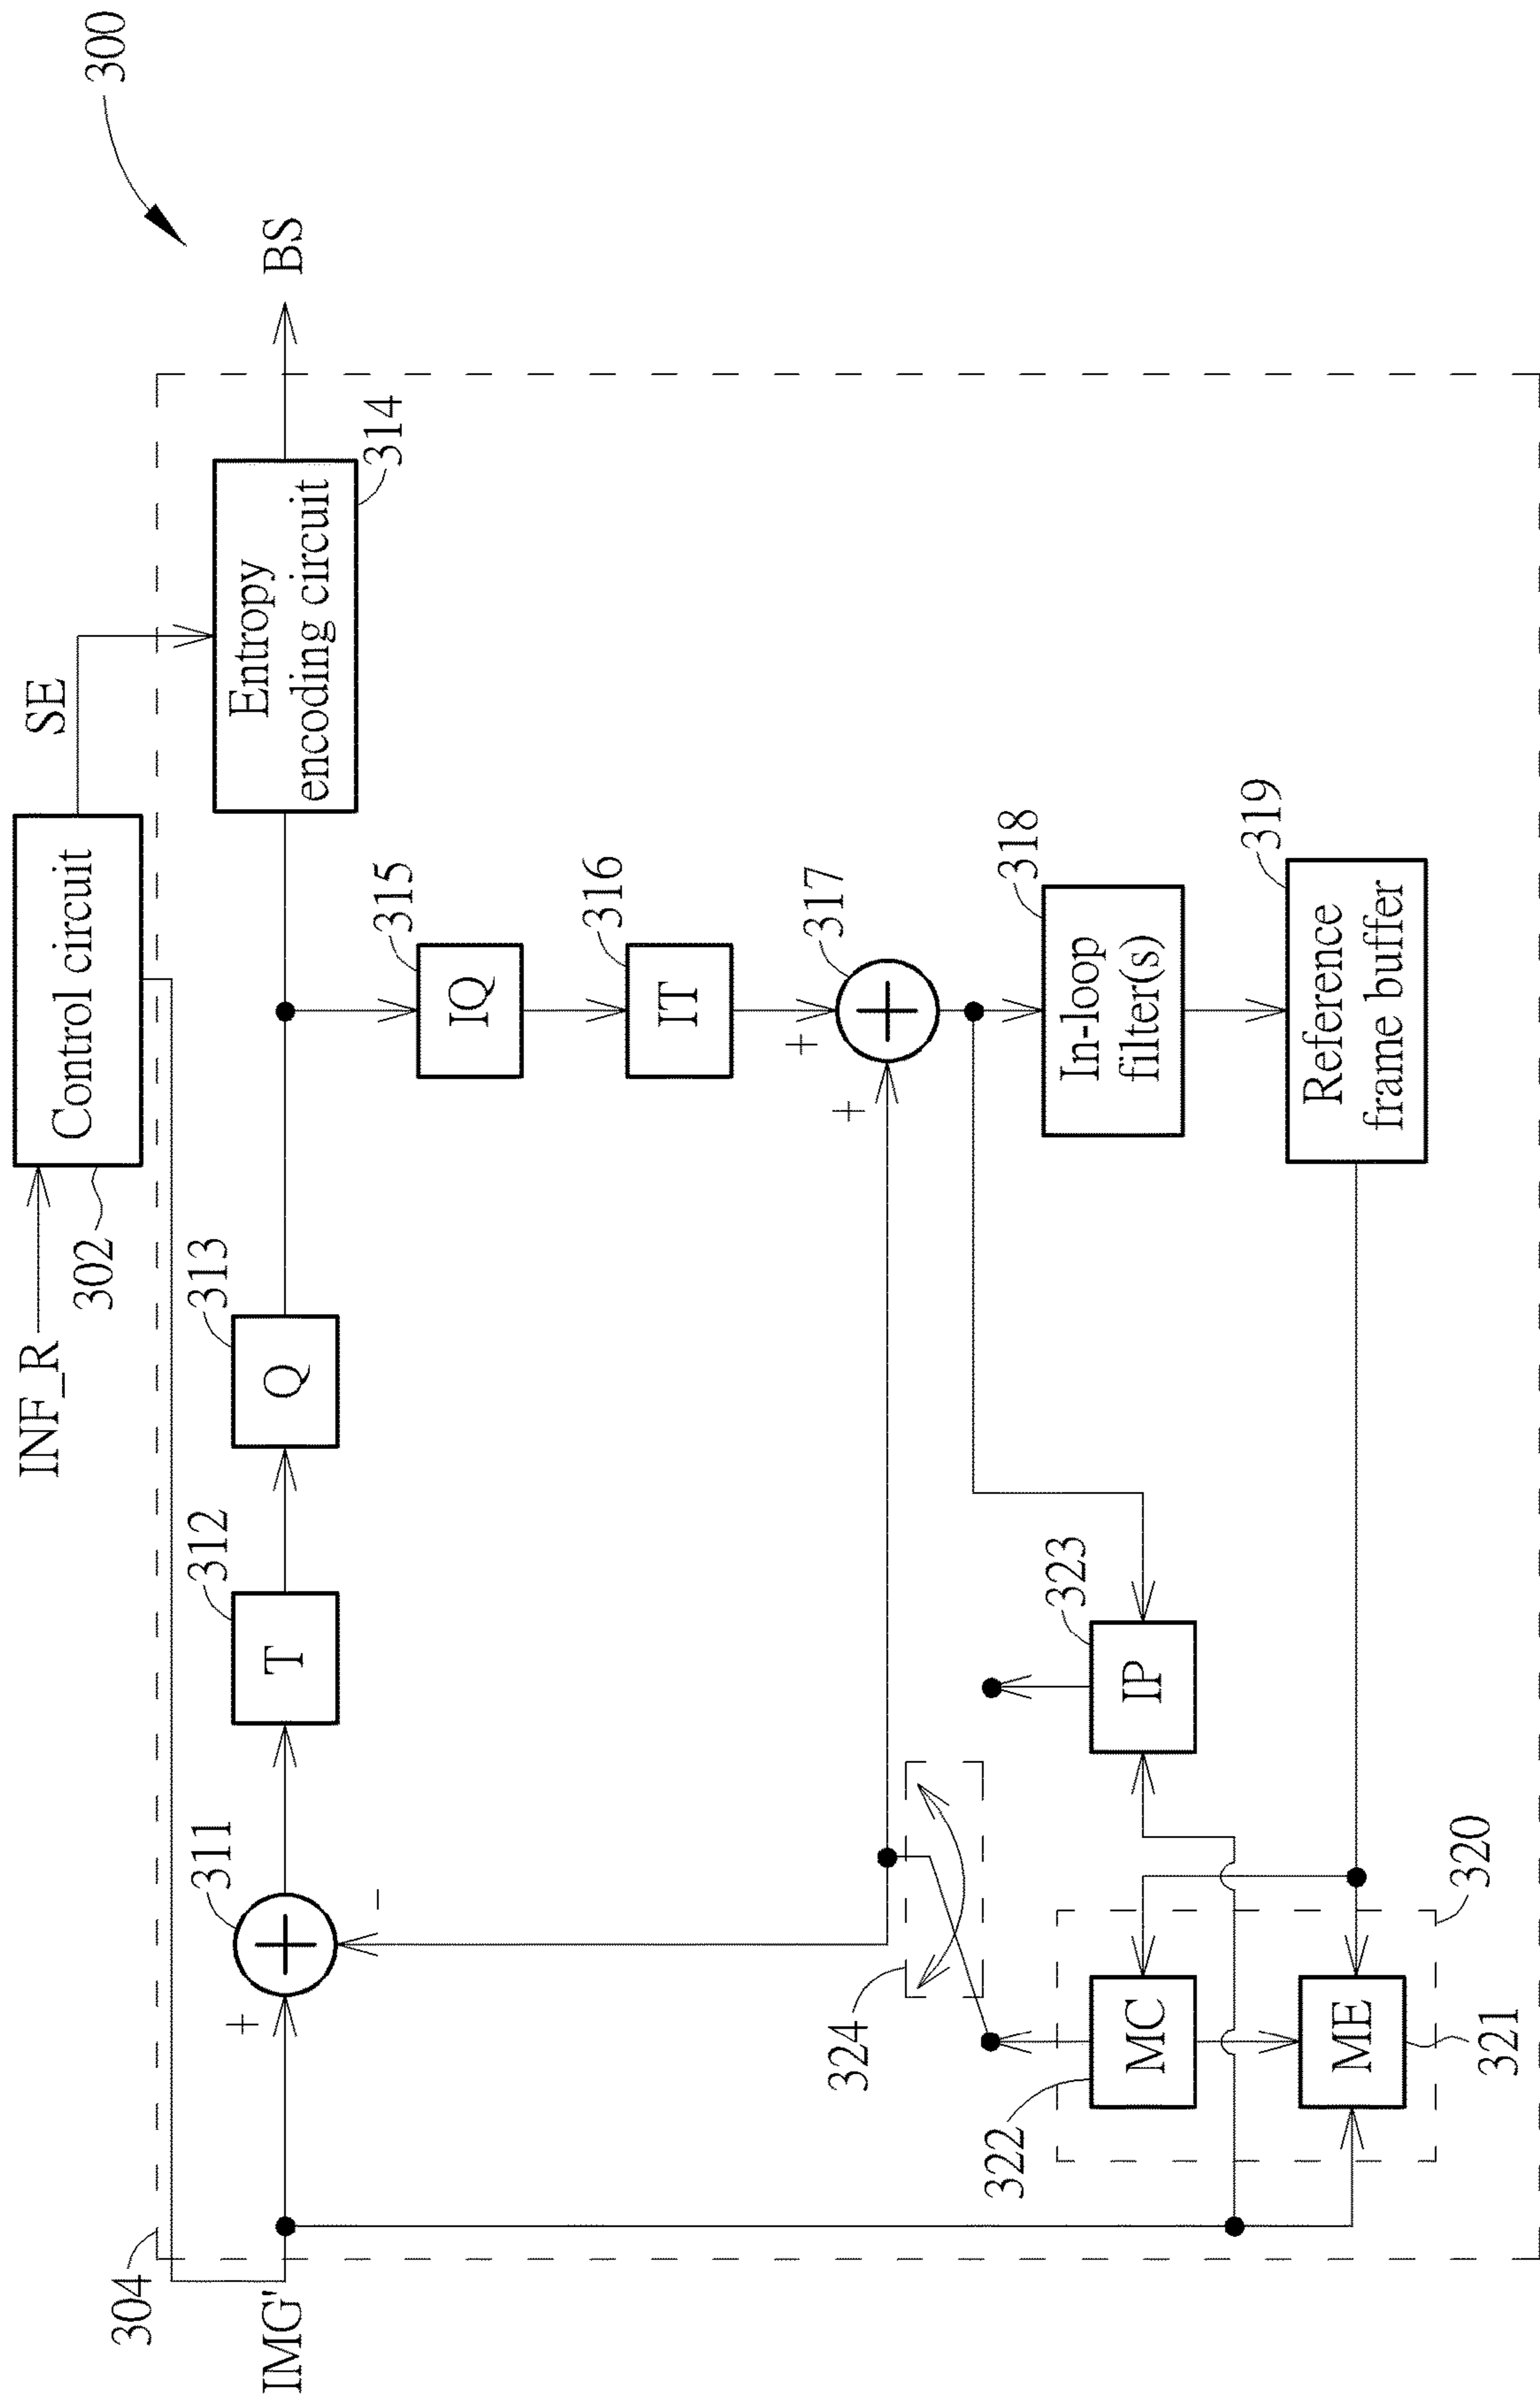 300
INF_R
302
Control circuit
SE
304
IMG'
+
311
-
312
T
313
Q
Entropy
encoding circuit
314
BS
315
IQ
316
IT
+
+
317
324
323
IP
In-loop
filter(s)
318
322
MC
ME
321
320
Reference
frame buffer
319